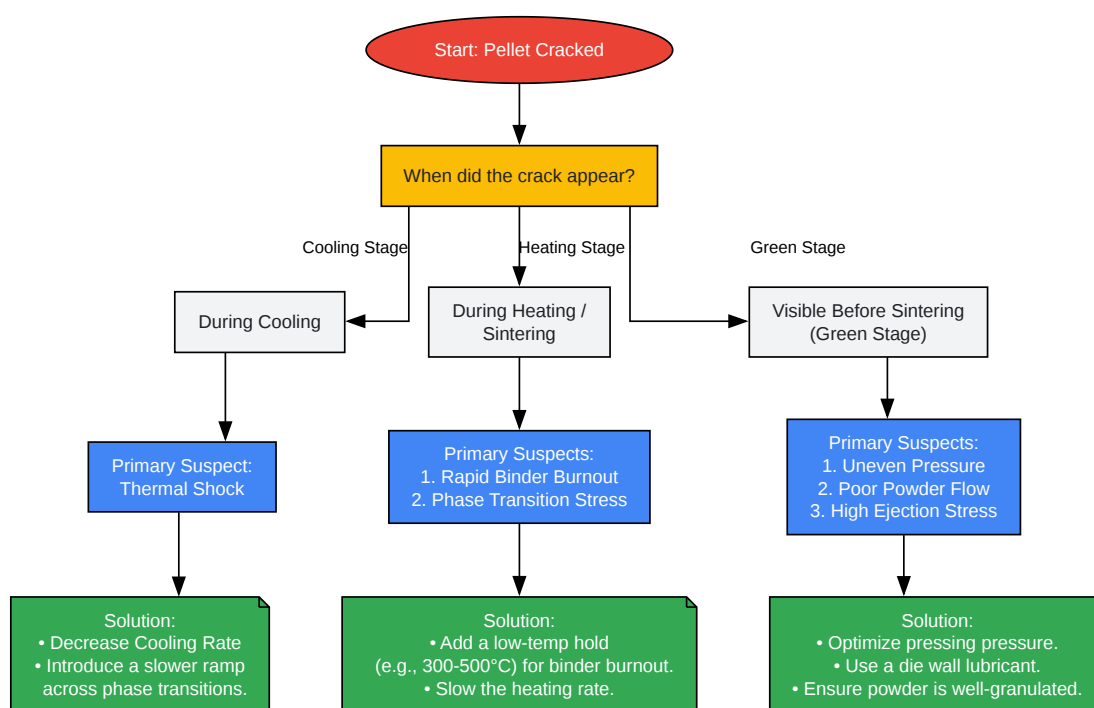 Start: Pellet Cracked
When did the crack appear?
Cooling Stage
Heating Stage
Green Stage
During Cooling
During Heating /
Sintering
Visible Before Sintering
(Green Stage)
Primary Suspect:
Thermal Shock
Primary Suspects:
1. Rapid Binder Burnout
2. Phase Transition Stress
Primary Suspects:
1. Uneven Pressure
2. Poor Powder Flow
3. High Ejection Stress
Solution:
• Decrease Cooling Rate
• Introduce a slower ramp
across phase transitions.
Solution:
• Add a low-temp hold
(e.g., 300-500°C) for binder burnout.
• Slow the heating rate.
Solution:
• Optimize pressing pressure.
• Use a die wall lubricant.
• Ensure powder is well-granulated.